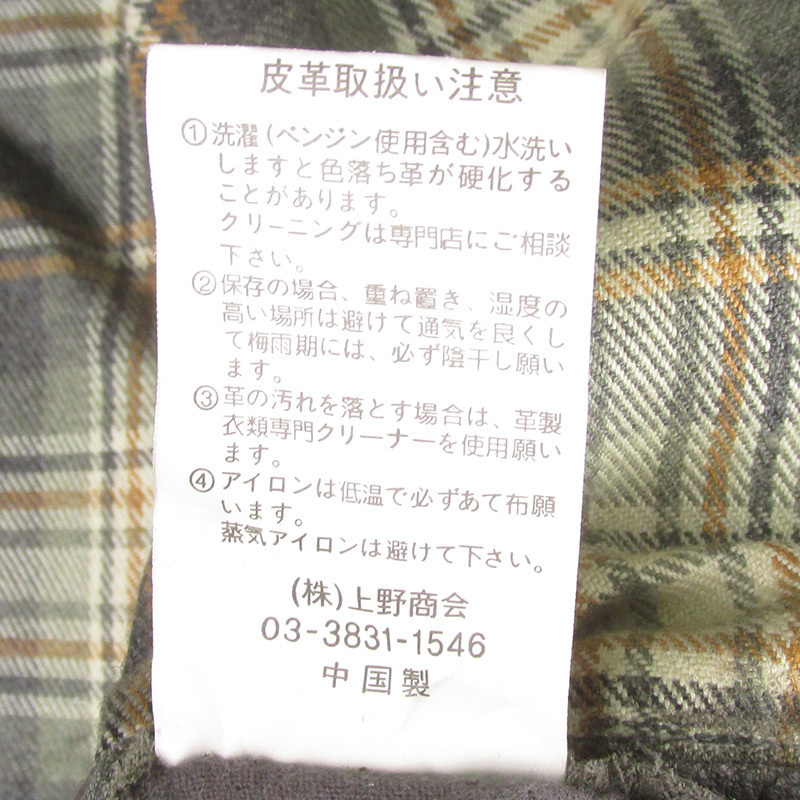 皮革取扱い注意
①洗濯(ベンジン使用含む)水洗い
しますと色落ち革が硬化する
ことがあります。
クリーニングは専門店にご相談
下さい。
②保存の場合、重ね置き、湿度の
高い場所は避けて通気を良くし
て梅雨期には、必ず陰干し願い
ます。
③革の汚れを落とす場合は、革製
衣類専門クリーナーを使用願い
ます。
④アイロンは低温で必ずあて布願
います。
蒸気アイロンは避けて下さい。
(株)上野商会
03-3831-1546
中国製